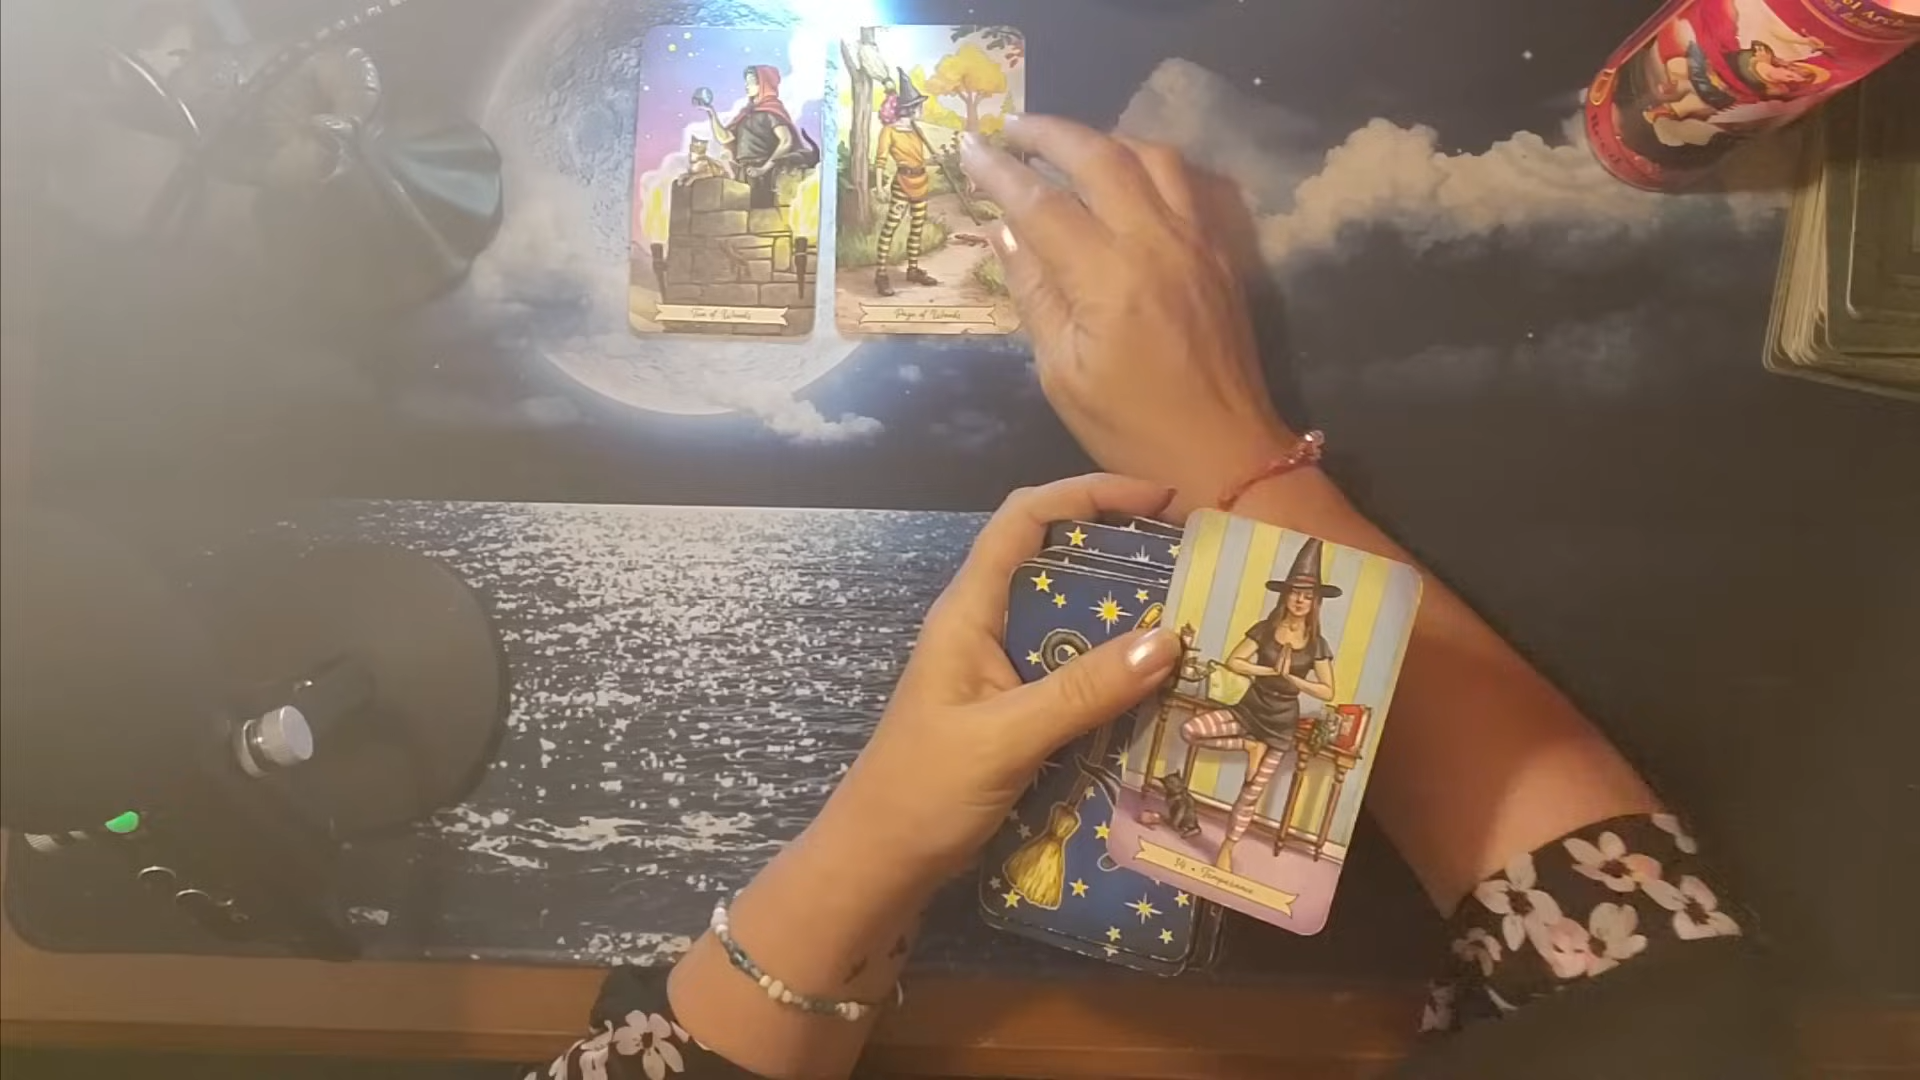 Two of Wands
Page of Wands
14 • Temperance